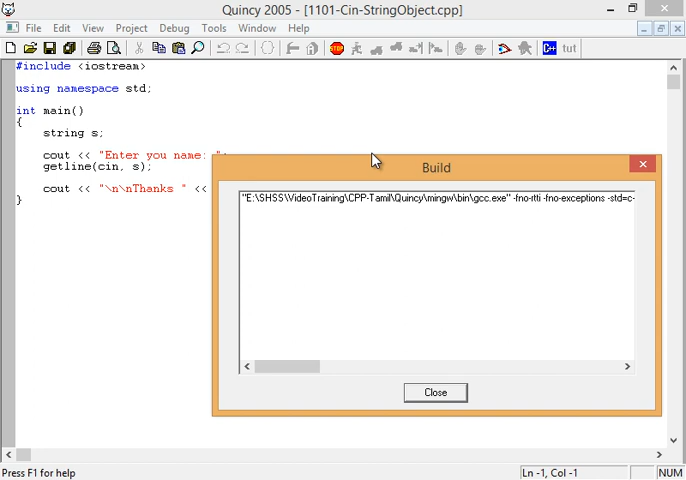 Quincy 2005 - [1101-Cin-StringObject.cpp]
File Edit View Project Debug Tools Window Help
C++ tut
#include <iostream>
using namespace std;
int main()
{
string s;
cout << "Enter you name:
getline(cin, s);
cout << "\n\nThanks " <<
}
Build
"E:\SHSS\VideoTraining\CPP-Tamil\Quincy\mingw\bin\gcc.exe" -fno-rtti -fno-exceptions -std=c-
Close
Press F1 for help
Ln -1, Col -1
NUM